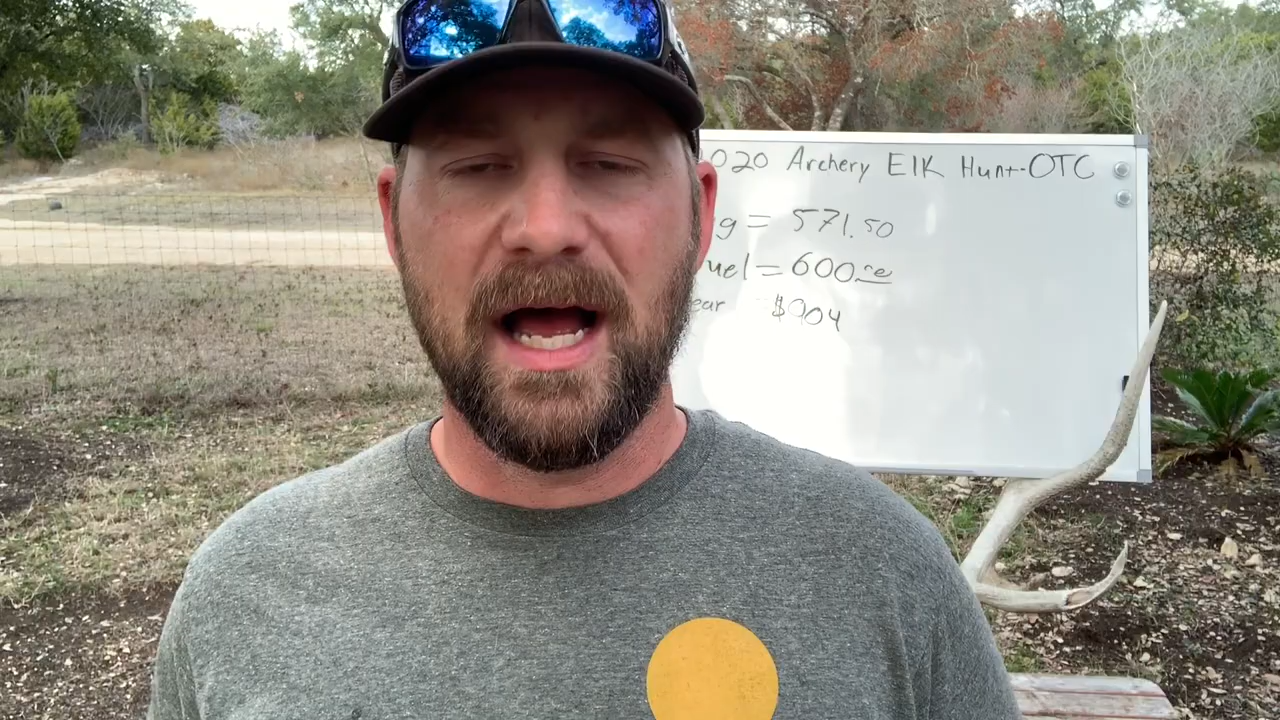 020 Archery Elk Hunt-OTC
g = 571.50
uel = 600
ear $904